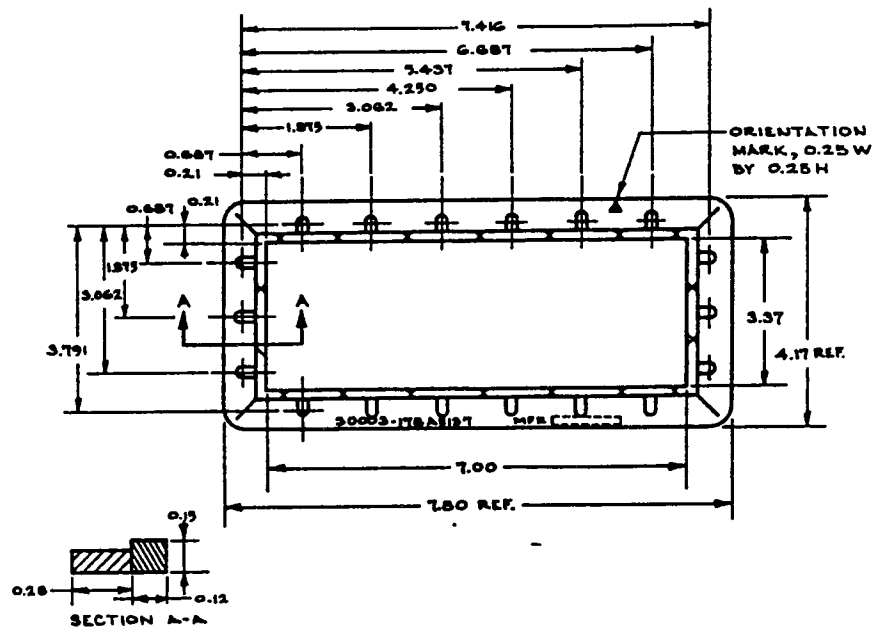 7.416
6.687
5.437
4.250
3.062
1.875
0.687
0.21
ORIENTATION
MARK, 0.25 W
BY 0.25 H
0.687
0.21
1.875
3.062
3.791
A
A
3.37
4.17 REF.
MFR
7.00
7.80 REF.
0.15
0.28
0.12
SECTION A-A